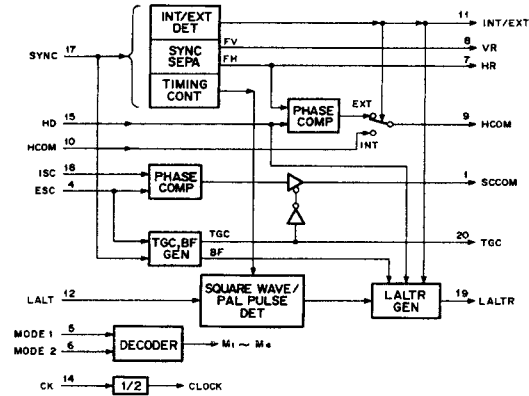 INT/EXT DET
11 INT/EXT
SYNC 17
SYNC SEPA
FV
8 VR
FH
7 HR
TIMING CONT
EXT
HD 15
PHASE COMP
9 HCOM
HCOM 10
INT
ISC 18
PHASE COMP
1 SCCOM
ESC 4
TGC, BF GEN
TGC
20 TGC
BF
LALT 12
SQUARE WAVE/ PAL PULSE DET
LALTR GEN
19 LALTR
MODE 1 5
MODE 2 6
DECODER
CK 14
1/2
CLOCK